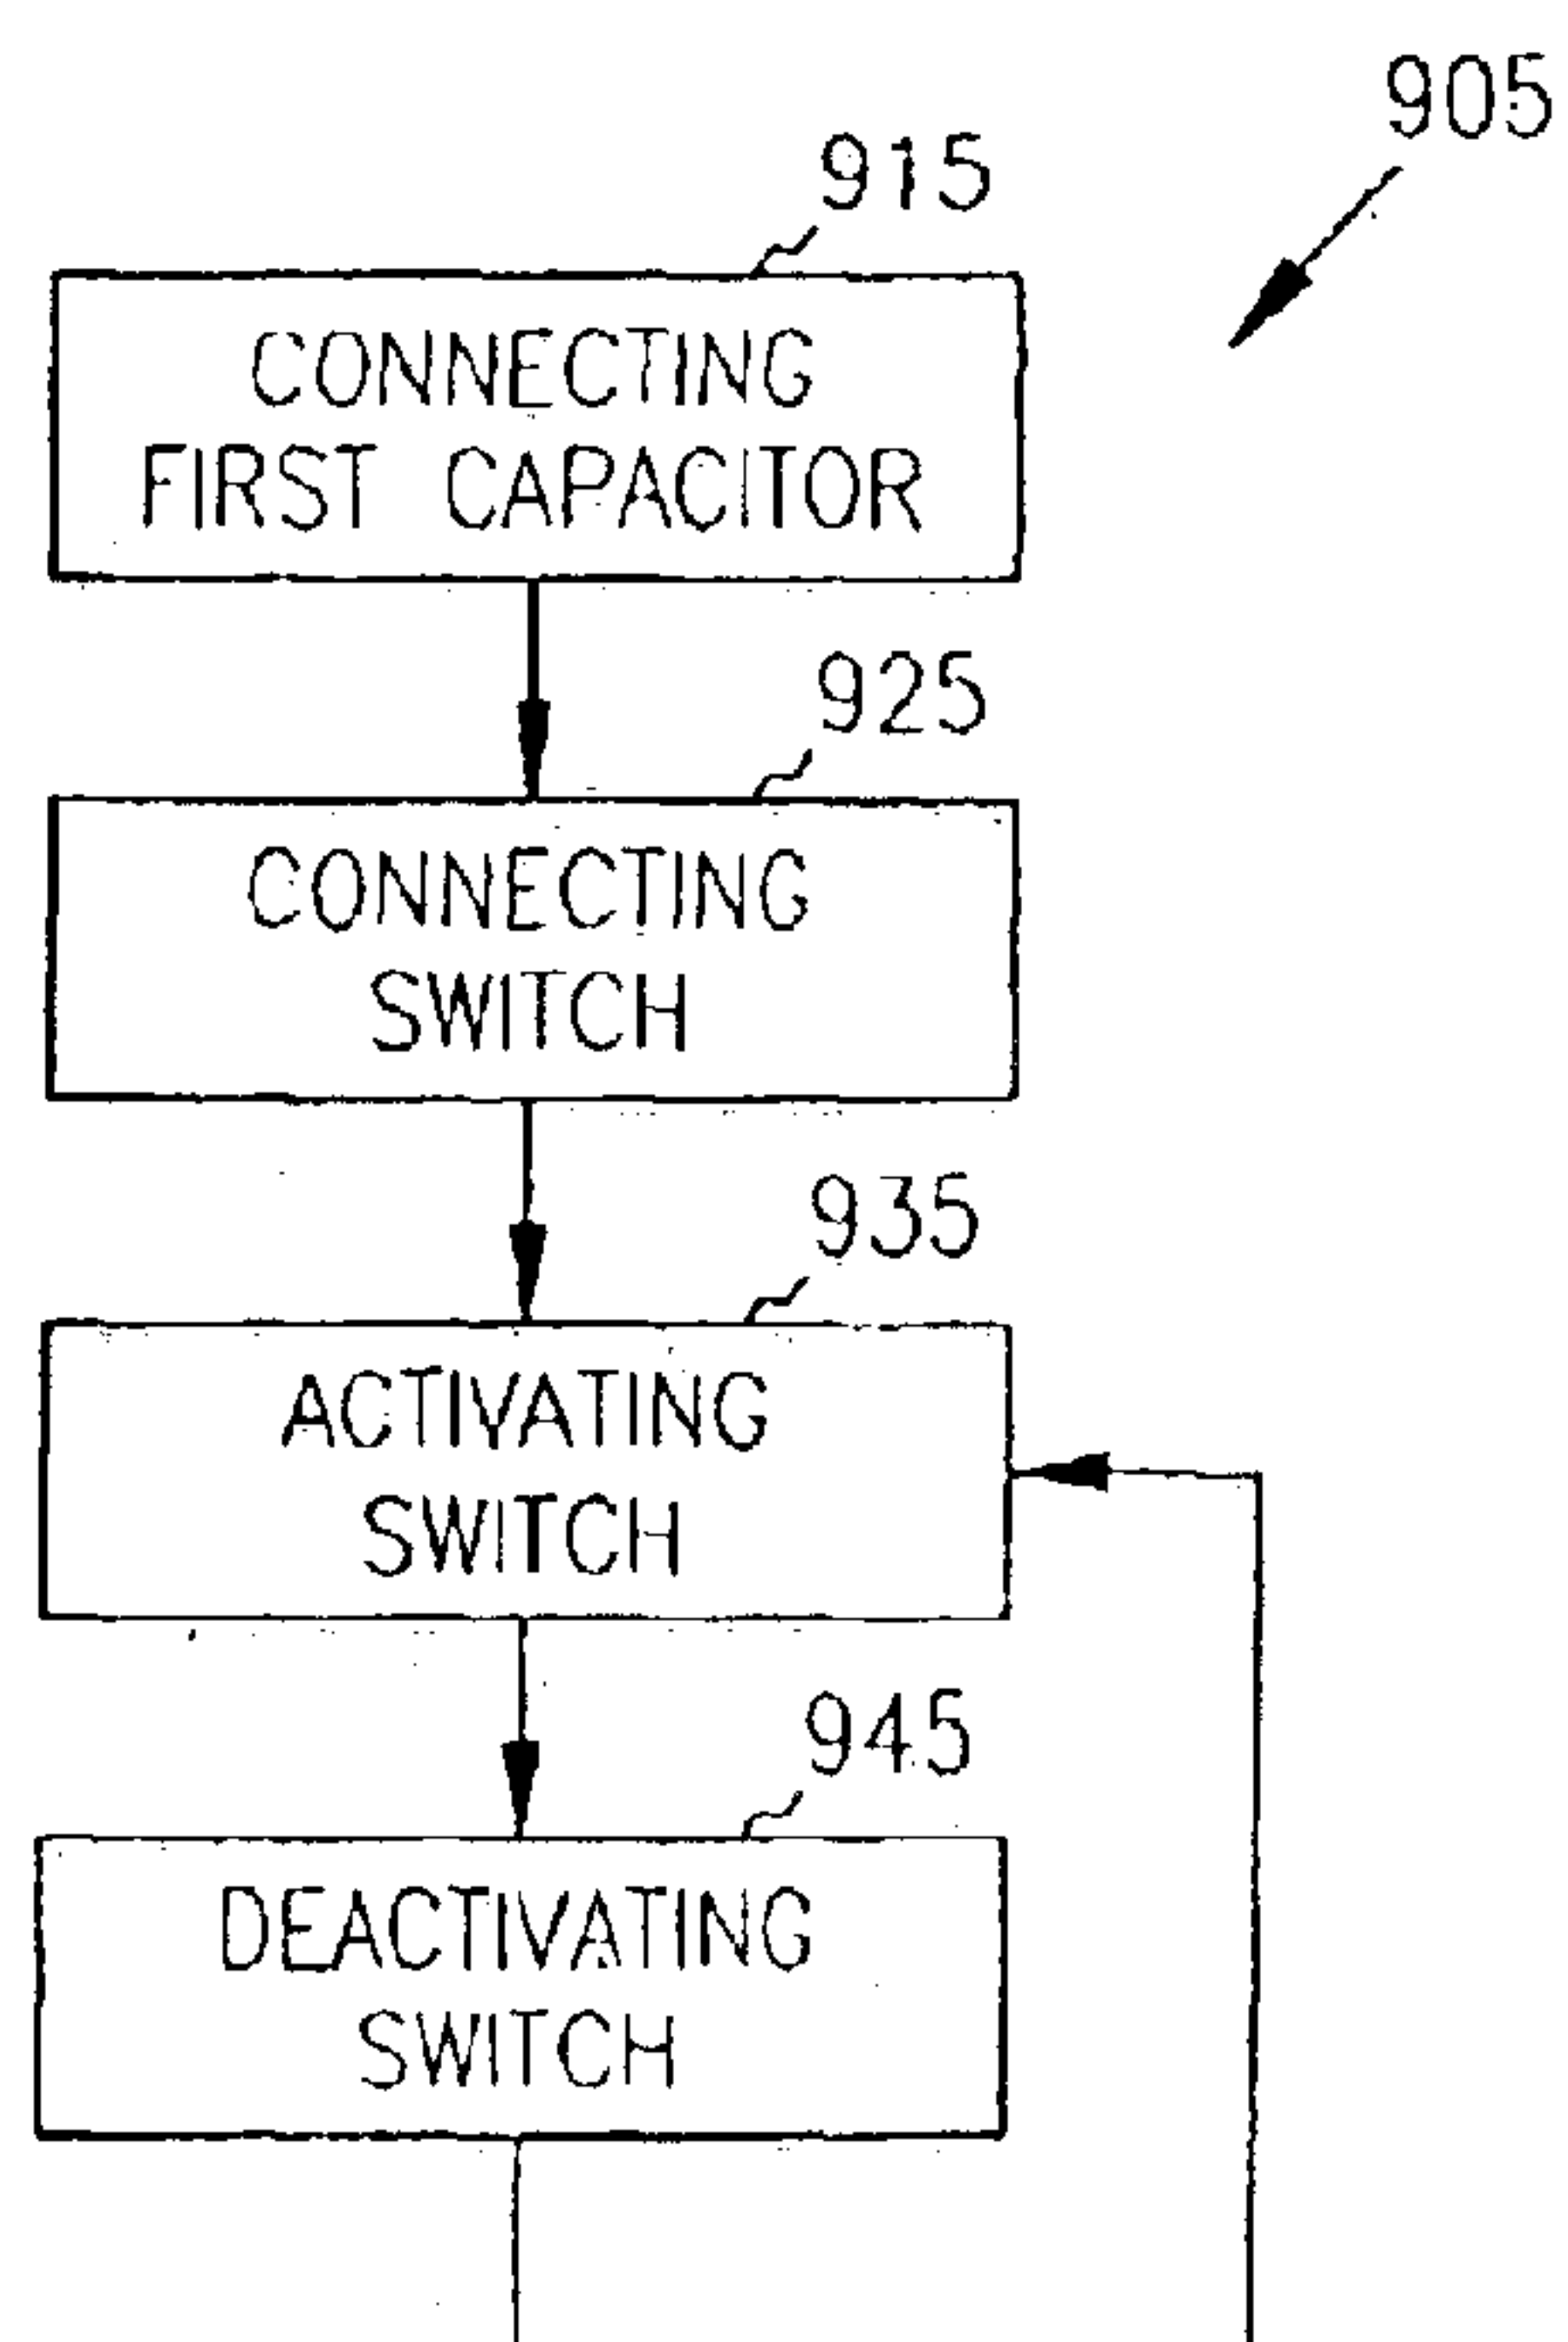 905
915
CONNECTING
FIRST CAPACITOR
925
CONNECTING
SWITCH
935
ACTIVATING
SWITCH
945
DEACTIVATING
SWITCH